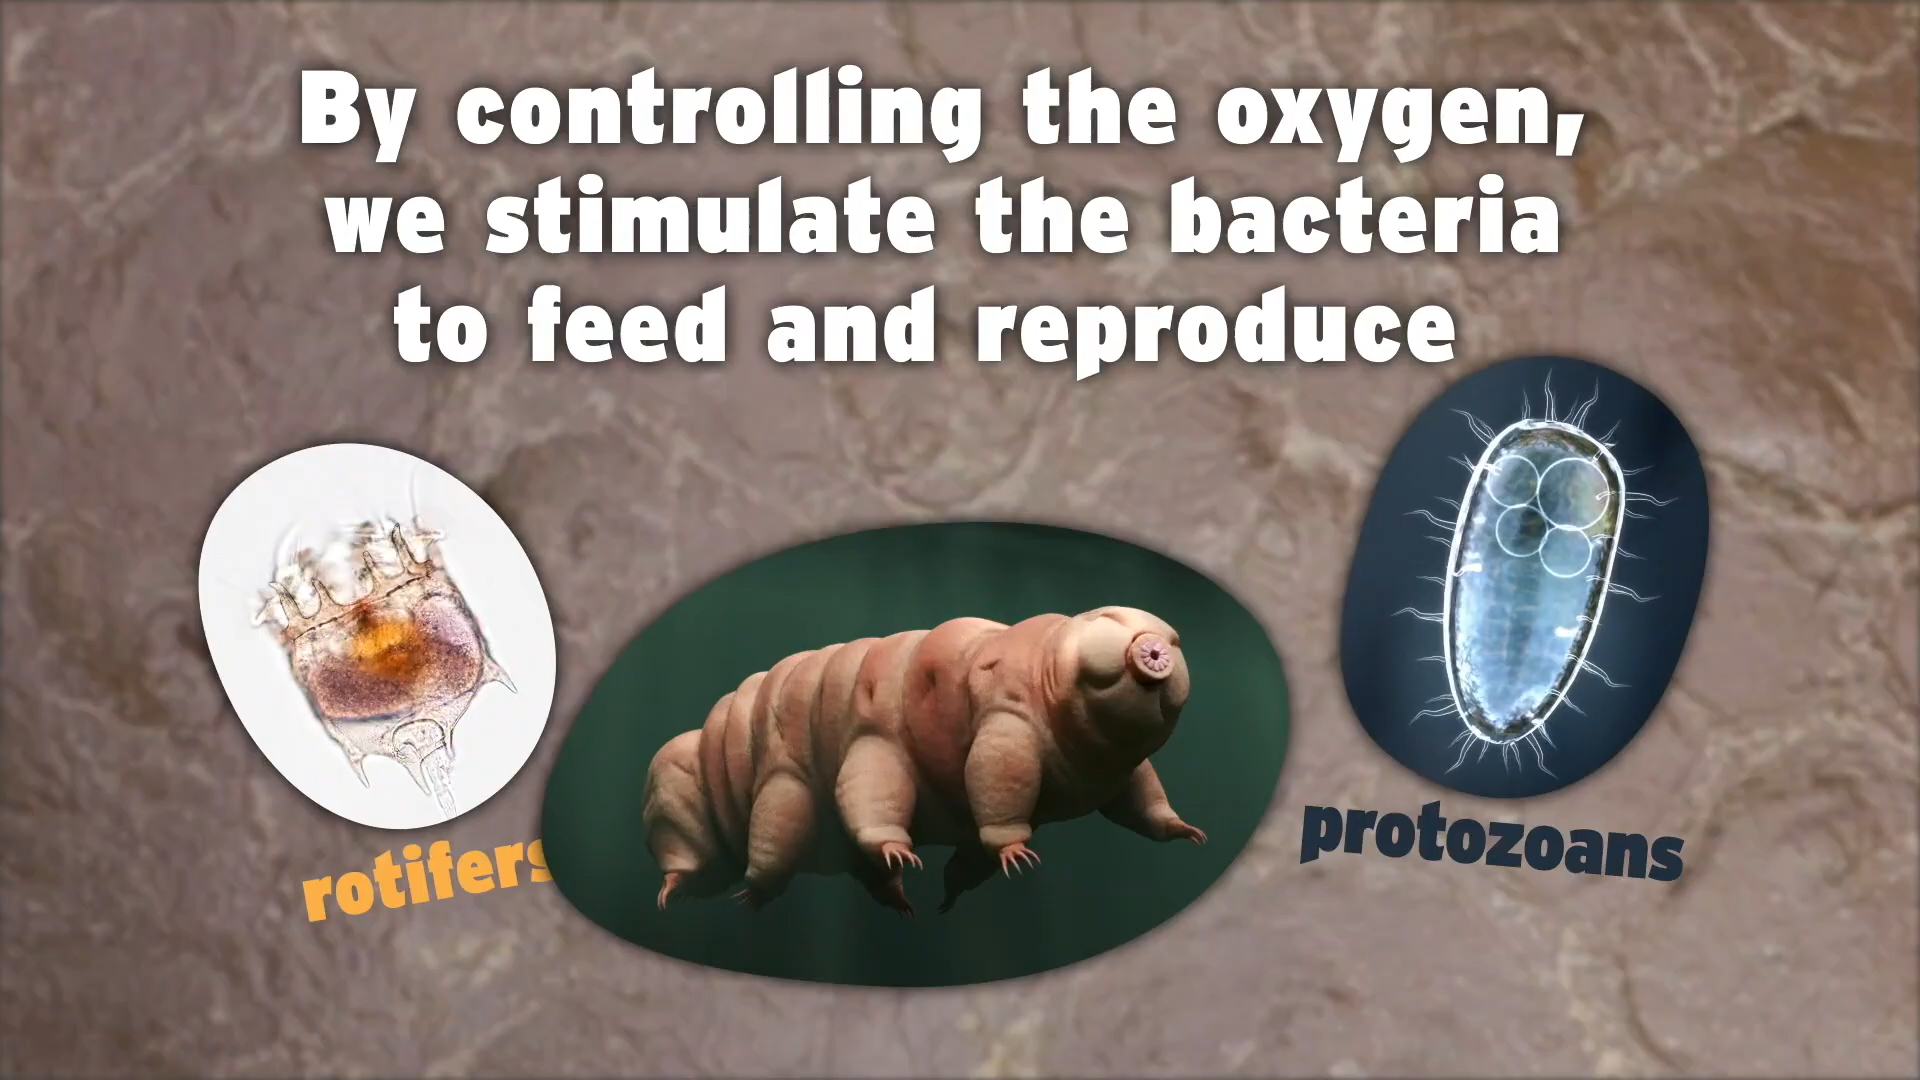 By controlling the oxygen,
we stimulate the bacteria
to feed and reproduce
rotifers
protozoans